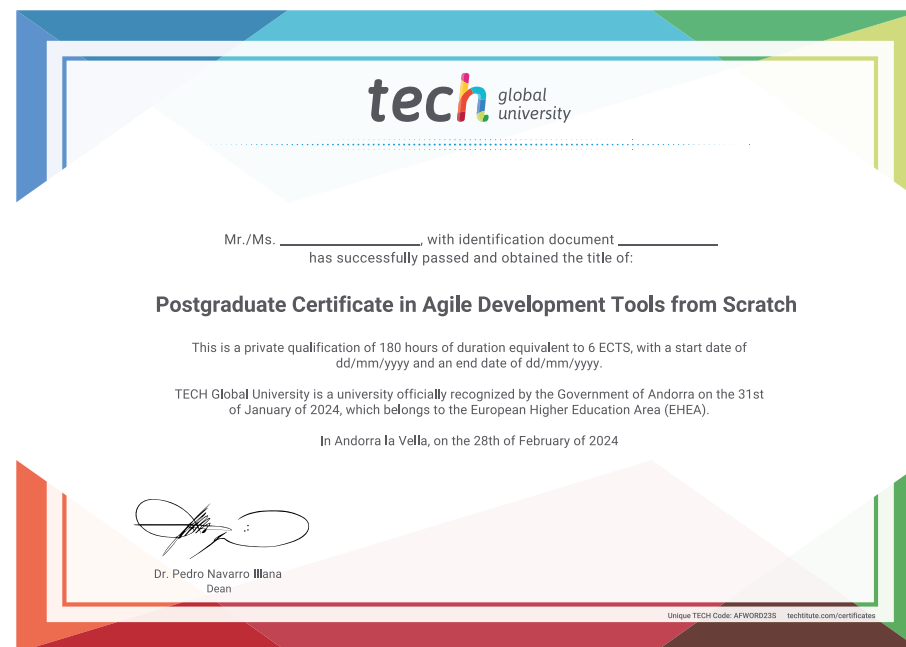 tech global university
Mr./Ms. ____________, with identification document ____________
has successfully passed and obtained the title of:
Postgraduate Certificate in Agile Development Tools from Scratch
This is a private qualification of 180 hours of duration equivalent to 6 ECTS, with a start date of
dd/mm/yyyy and an end date of dd/mm/yyyy.
TECH Global University is a university officially recognized by the Government of Andorra on the 31st
of January of 2024, which belongs to the European Higher Education Area (EHEA).
In Andorra la Vella, on the 28th of February of 2024
Dr. Pedro Navarro Illana
Dean
Unique TECH Code: AFWORD23S techtitute.com/certificates